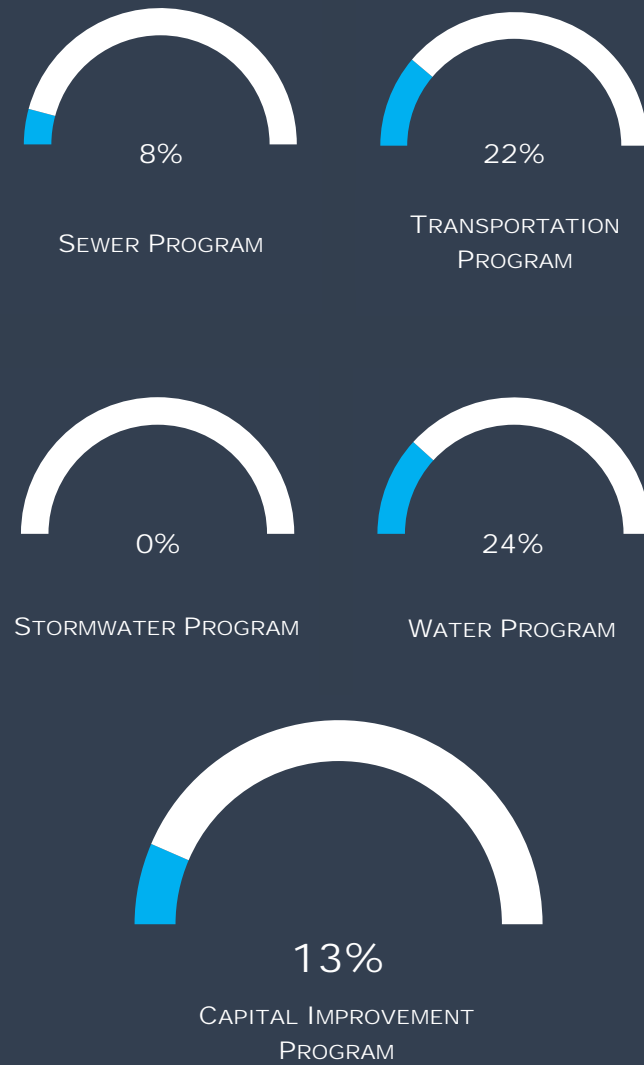 8%
SEWER PROGRAM
22%
TRANSPORTATION
PROGRAM
0%
STORMWATER PROGRAM
24%
WATER PROGRAM
13%
CAPITAL IMPROVEMENT
PROGRAM